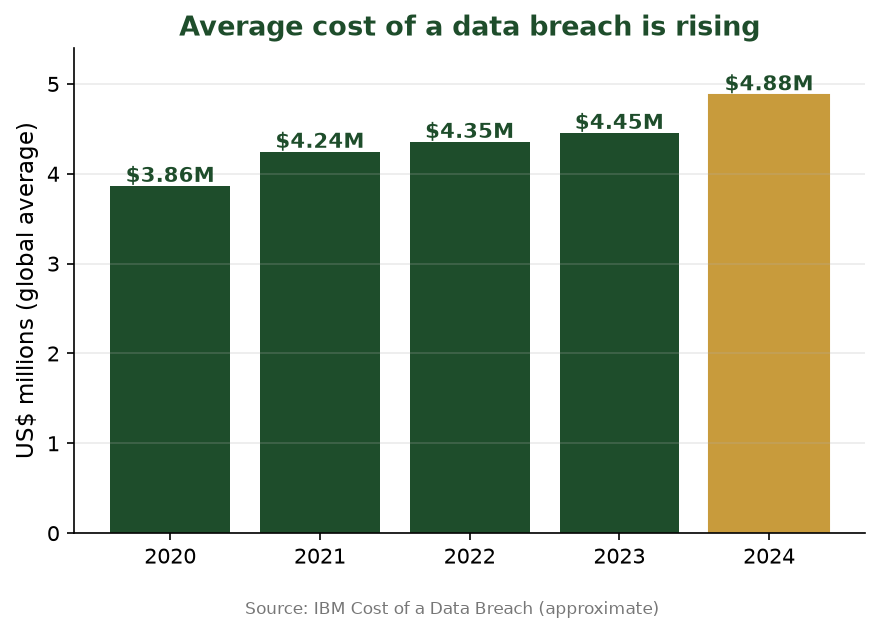 Average cost of a data breach is rising
US$ millions (global average)
5
4
3
2
1
0
$3.86M
$4.24M
$4.35M
$4.45M
$4.88M
2020
2021
2022
2023
2024
Source: IBM Cost of a Data Breach (approximate)